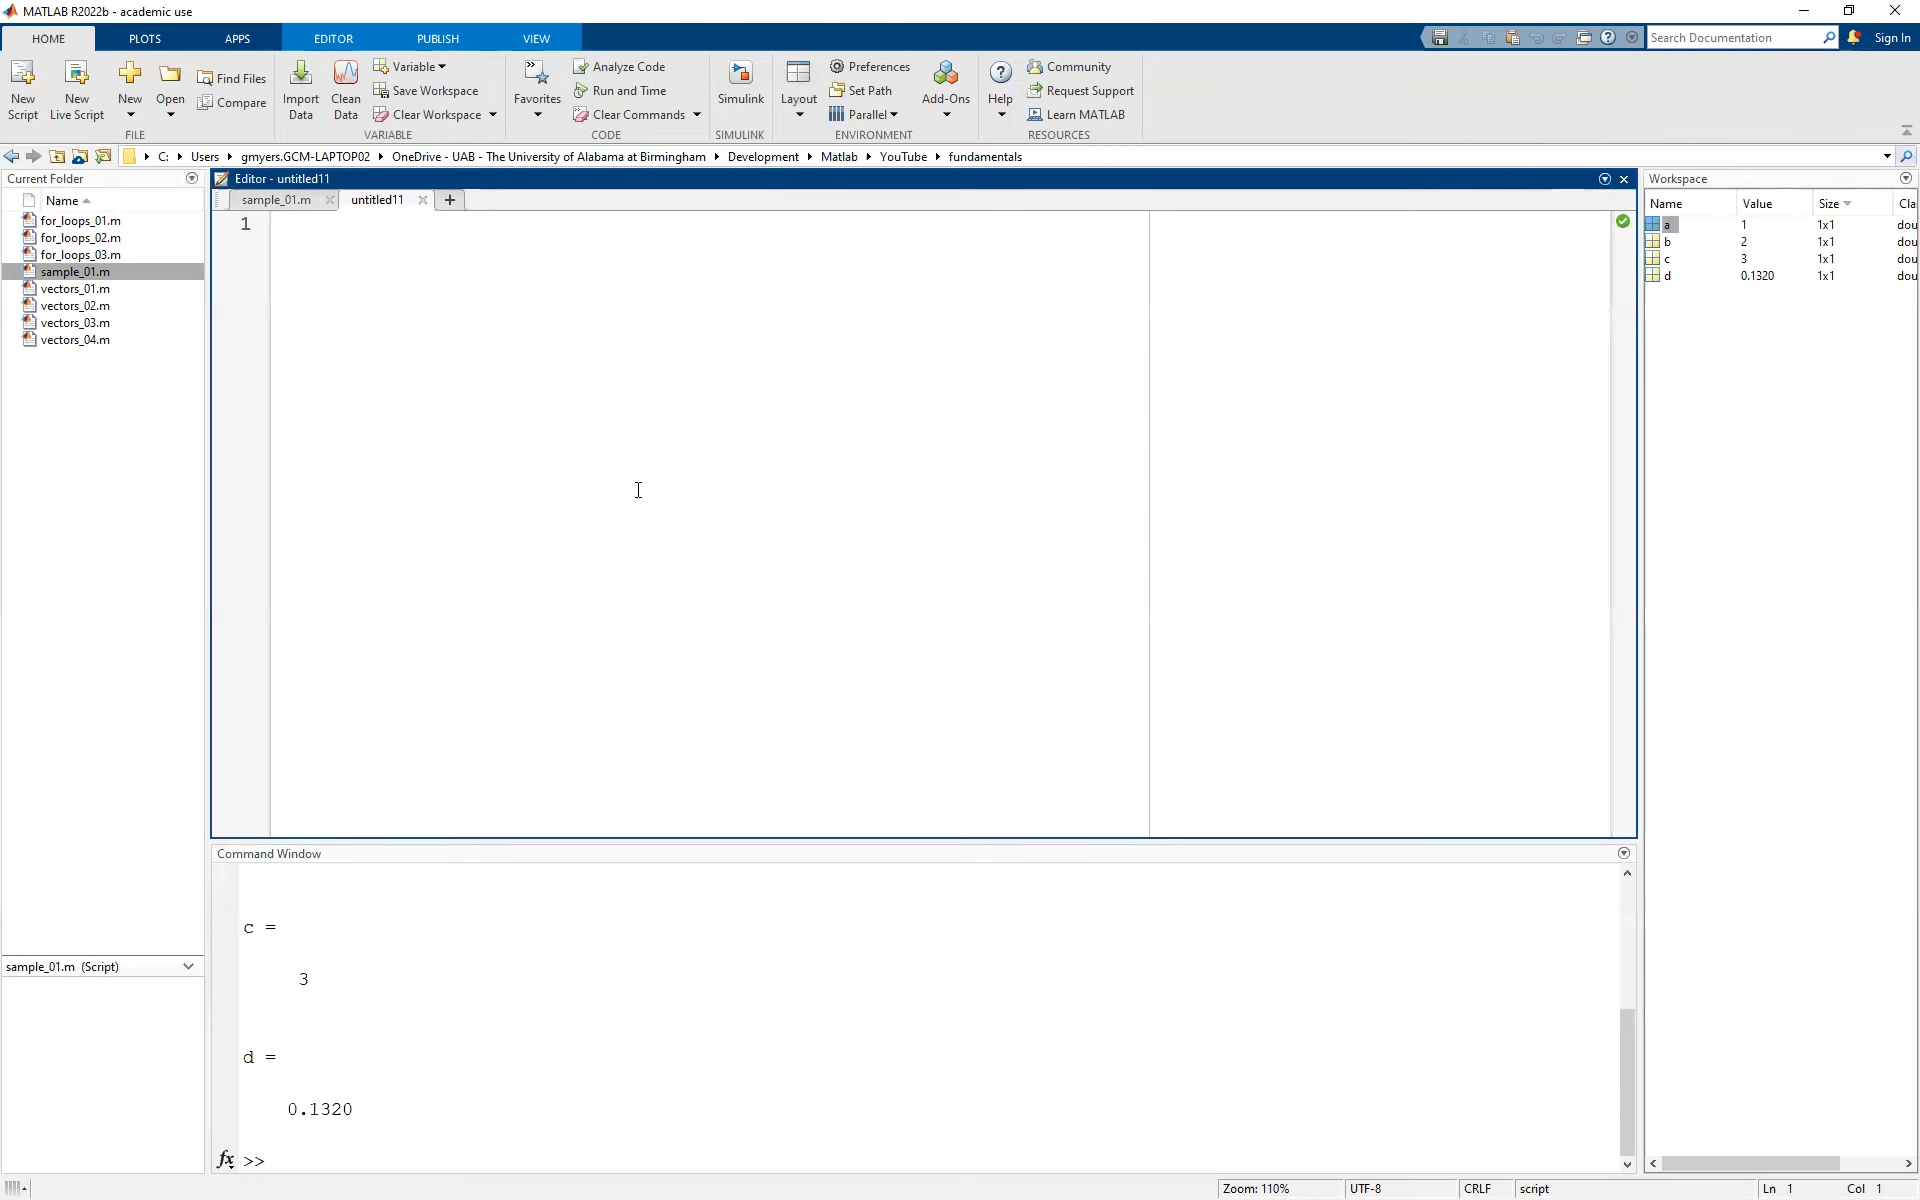 MATLAB R2022b - academic use
HOME PLOTS APPS EDITOR PUBLISH VIEW Search Documentation Sign In
New Script
New Live Script
New
Open
Find Files
Compare
FILE
Import Data
Clean Data
Variable
Save Workspace
Clear Workspace
VARIABLE
Favorites
Analyze Code
Run and Time
Clear Commands
CODE
Simulink
SIMULINK
Layout
Preferences
Set Path
Parallel
Add-Ons
ENVIRONMENT
Help
Community
Request Support
Learn MATLAB
RESOURCES
C: Users gmyers.GCM-LAPTOP02 OneDrive - UAB - The University of Alabama at Birmingham Development Matlab YouTube fundamentals
Current Folder
Name
for_loops_01.m
for_loops_02.m
for_loops_03.m
sample_01.m
vectors_01.m
vectors_02.m
vectors_03.m
vectors_04.m
sample_01.m (Script)
Editor - untitled11
sample_01.m untitled11 +
1
Command Window
c =
3
d =
0.1320
fx >>
Workspace
Name Value Size Cla
a 1 1x1 dou
b 2 1x1 dou
c 3 1x1 dou
d 0.1320 1x1 dou
Zoom: 110% UTF-8 CRLF script Ln 1 Col 1